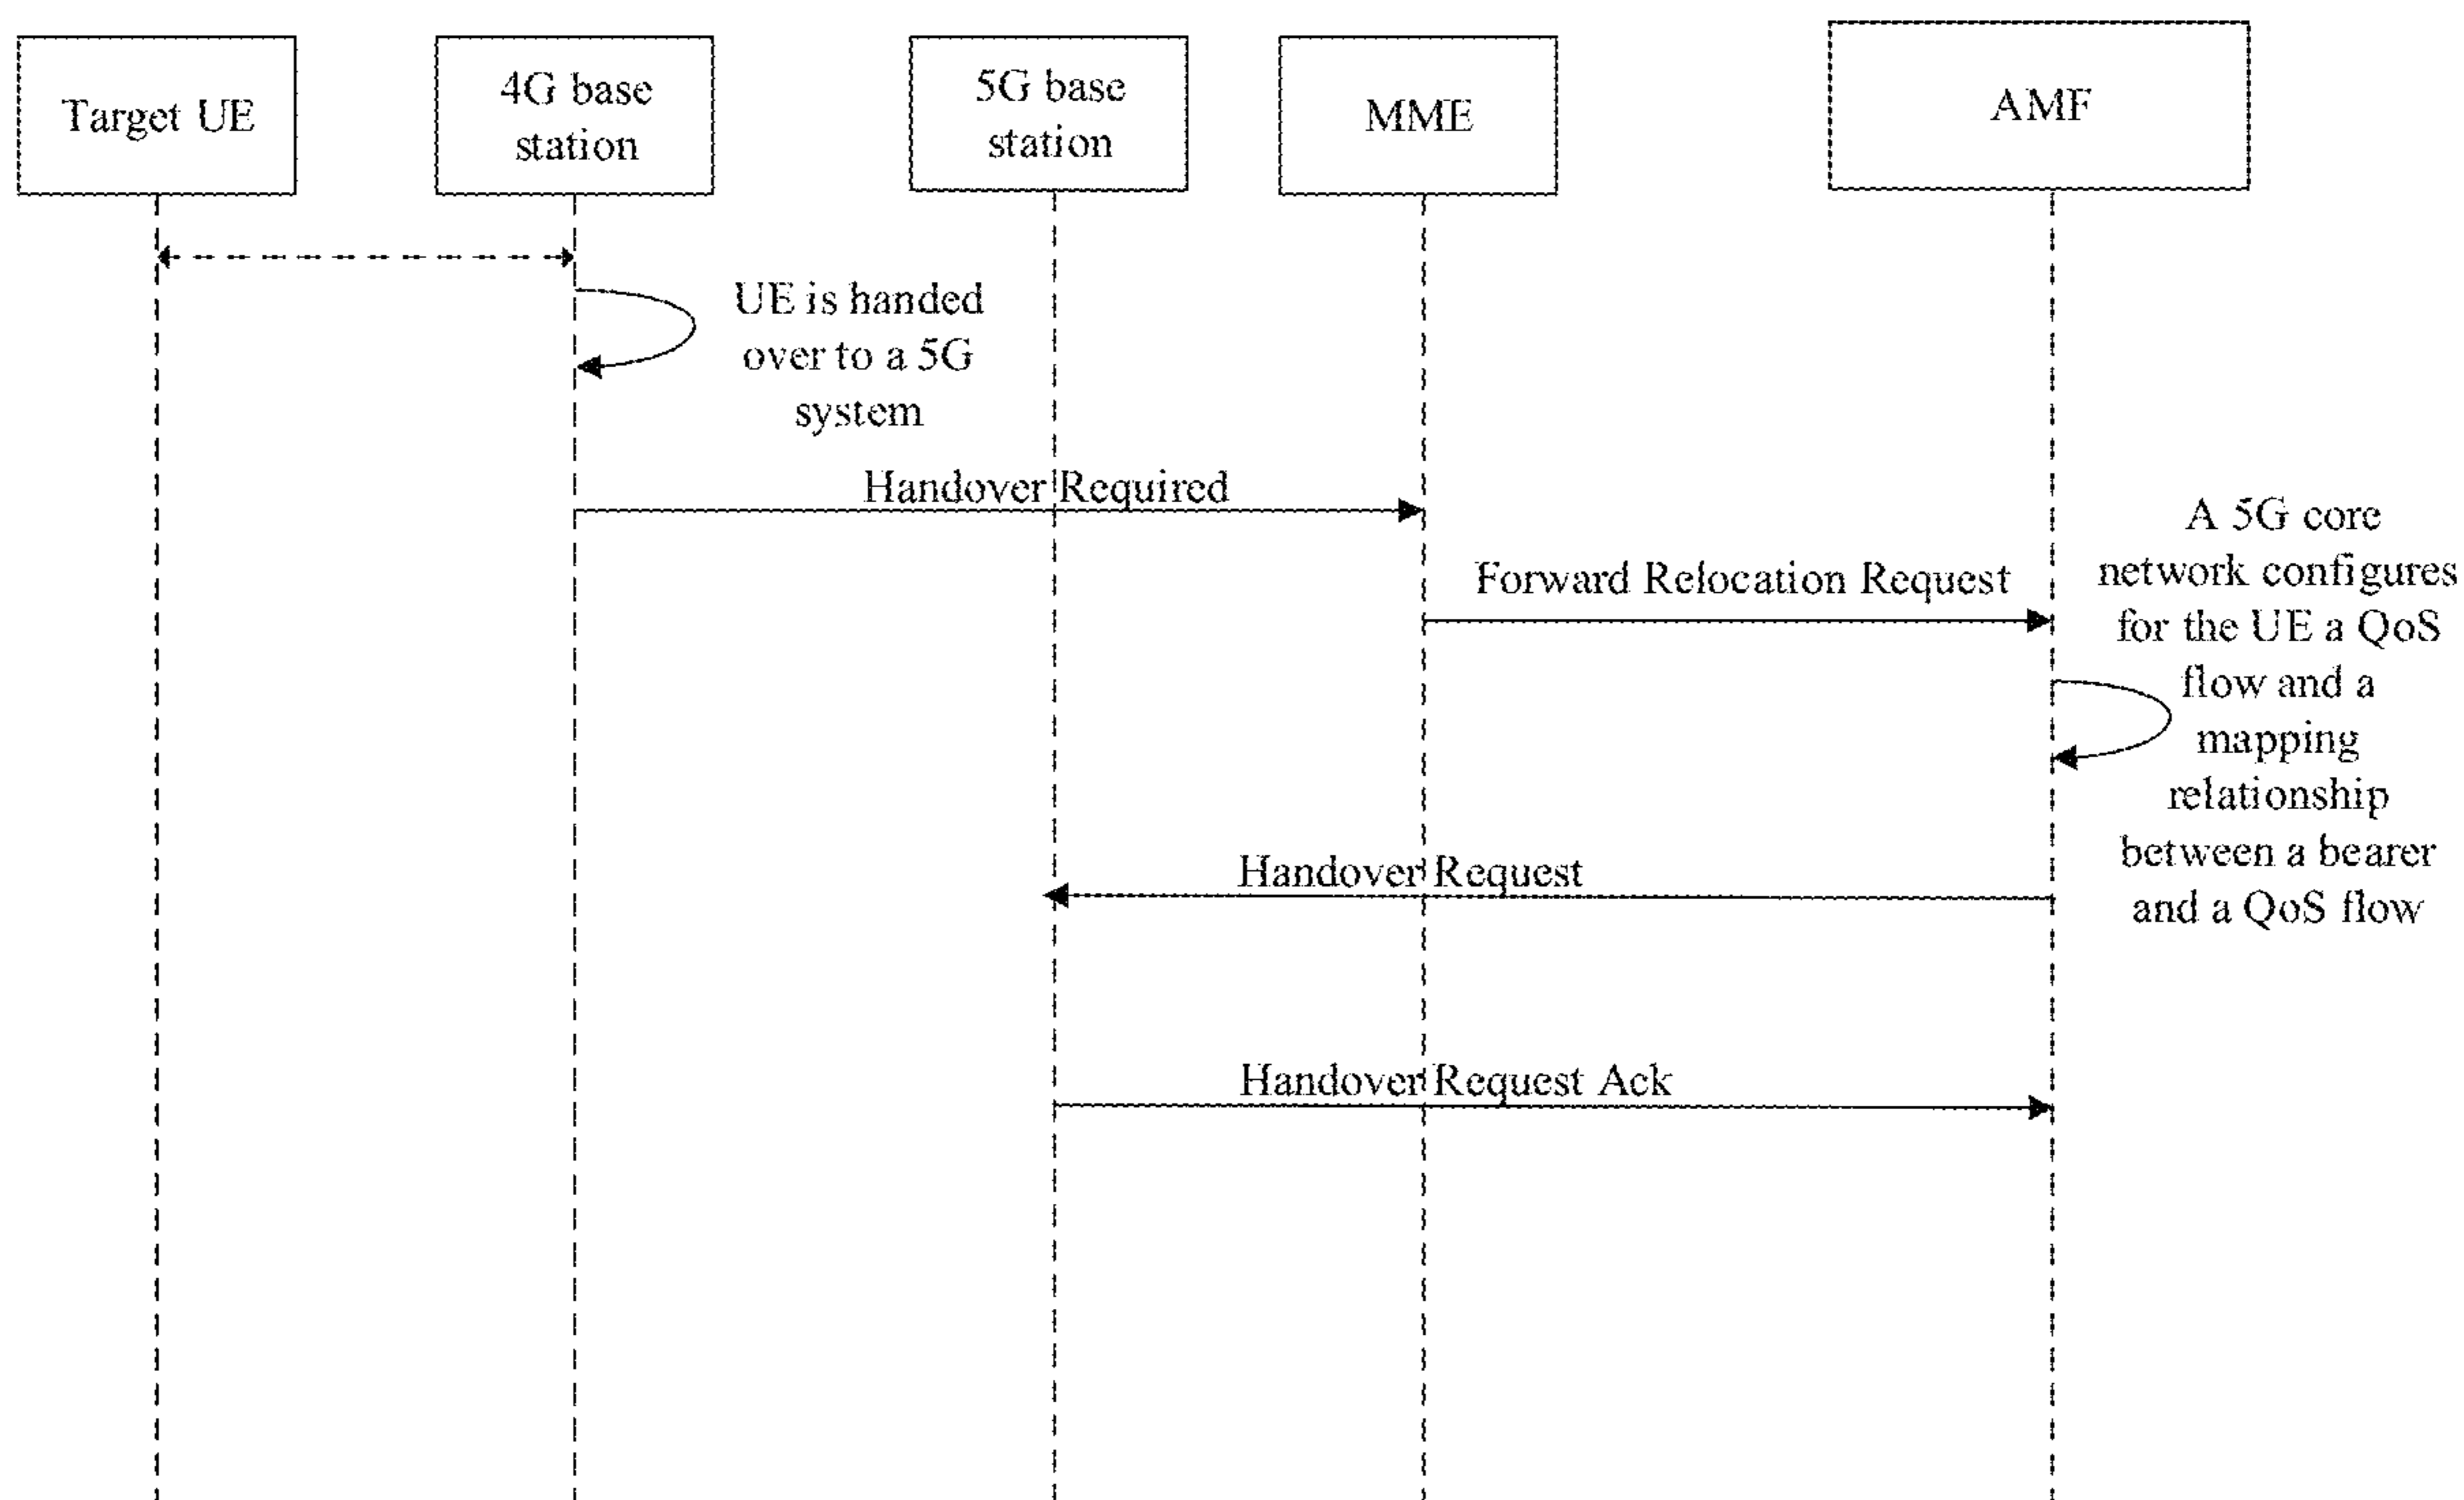 Target UE
4G base
station
5G base
station
MME
AMF
UE is handed
over to a 5G
system
Handover Required
Forward Relocation Request
A 5G core
network configures
for the UE a QoS
flow and a
mapping
relationship
between a bearer
and a QoS flow
Handover Request
Handover Request Ack